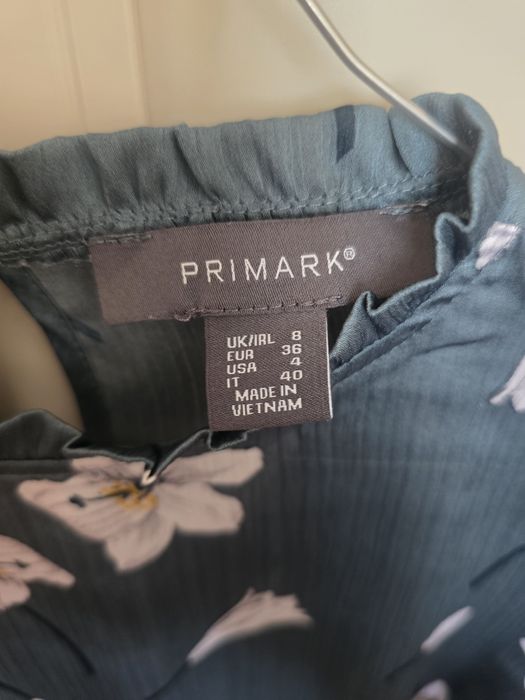 PRIMARK®
UK/IRL 8
EUR 36
USA 4
IT 40
MADE IN
VIETNAM